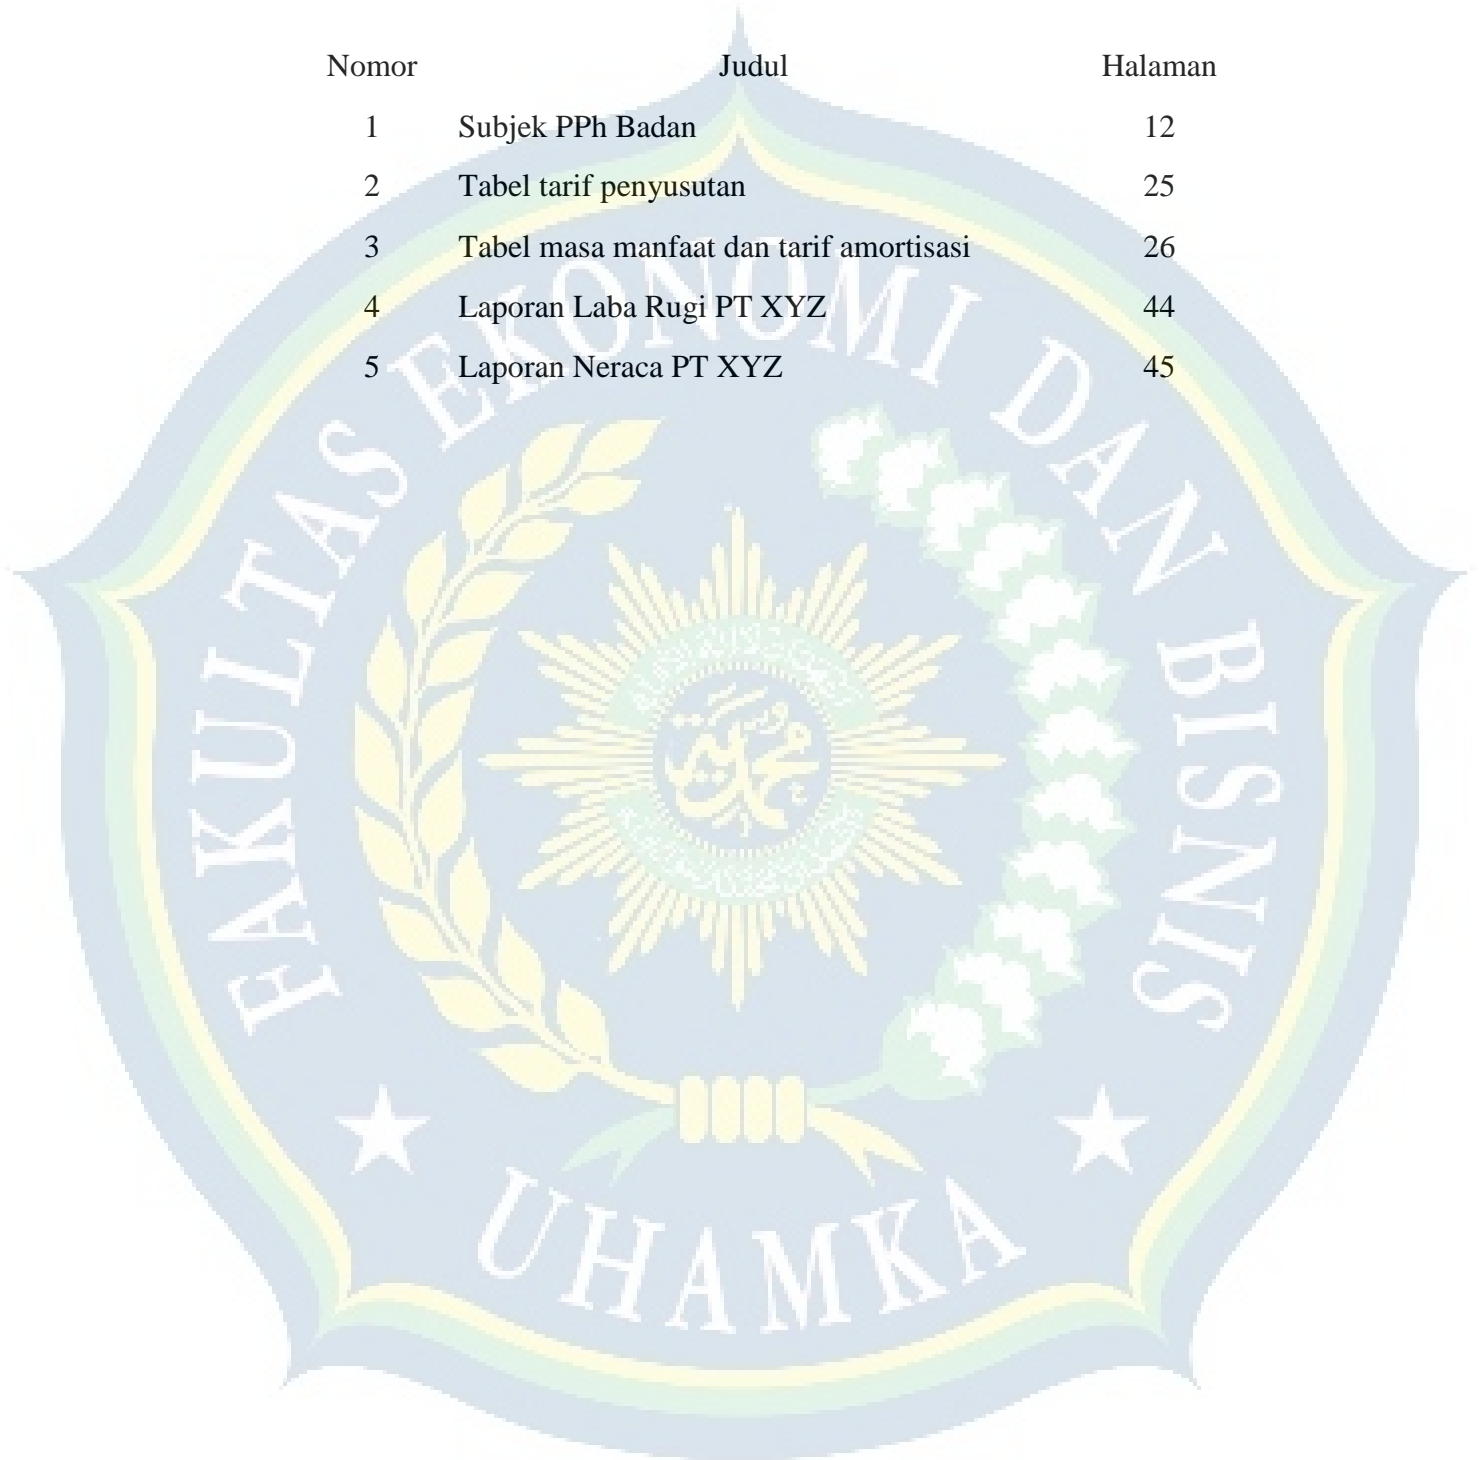 Nomor Judul Halaman
1 Subjek PPh Badan 12
2 Tabel tarif penyusutan 25
3 Tabel masa manfaat dan tarif amortisasi 26
4 Laporan Laba Rugi PT XYZ 44
5 Laporan Neraca PT XYZ 45
FAKULTAS EKONOMI DAN BISNIS
UHAMKA